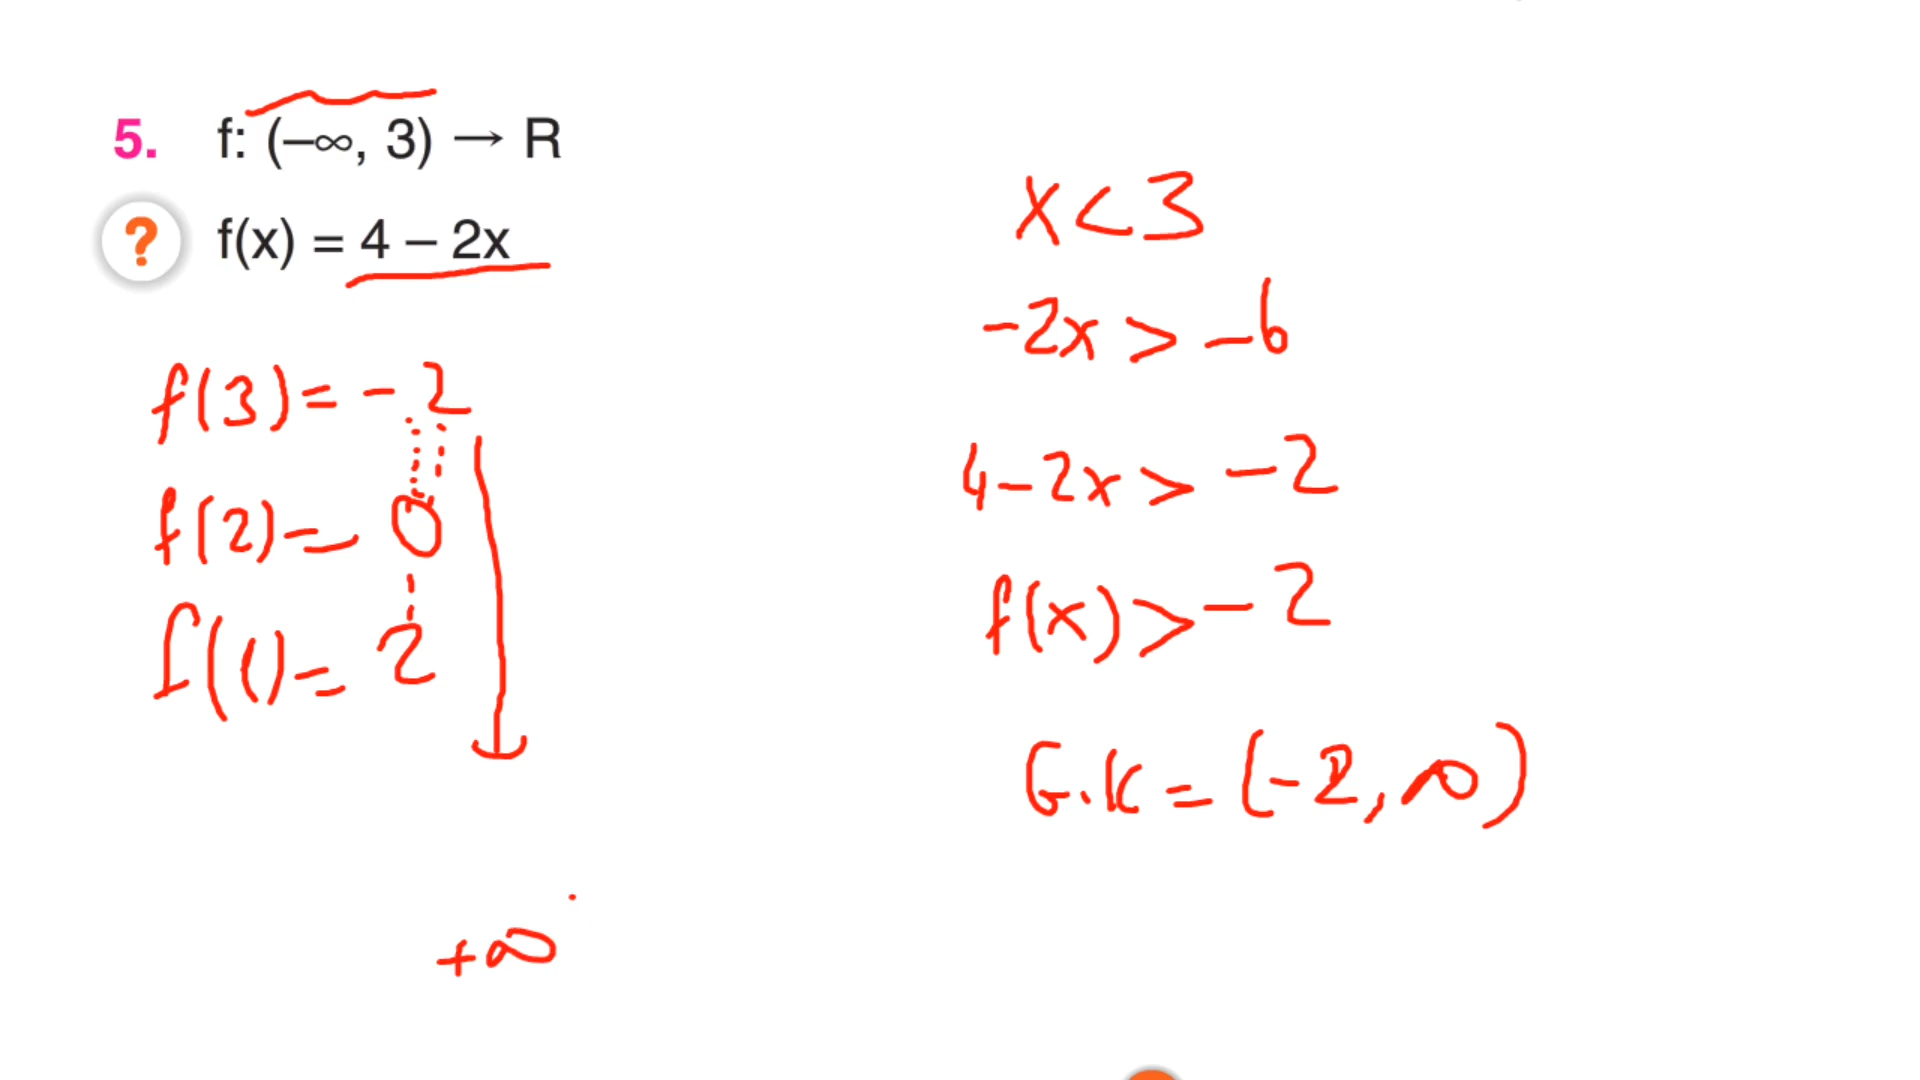 5. f: (–∞, 3) → R
? f(x) = 4 – 2x
f(3) = -2
f(2) = 0
f(1) = 2
+∞
x < 3
-2x > -6
4-2x > -2
f(x) > -2
G.K = (-2, ∞)